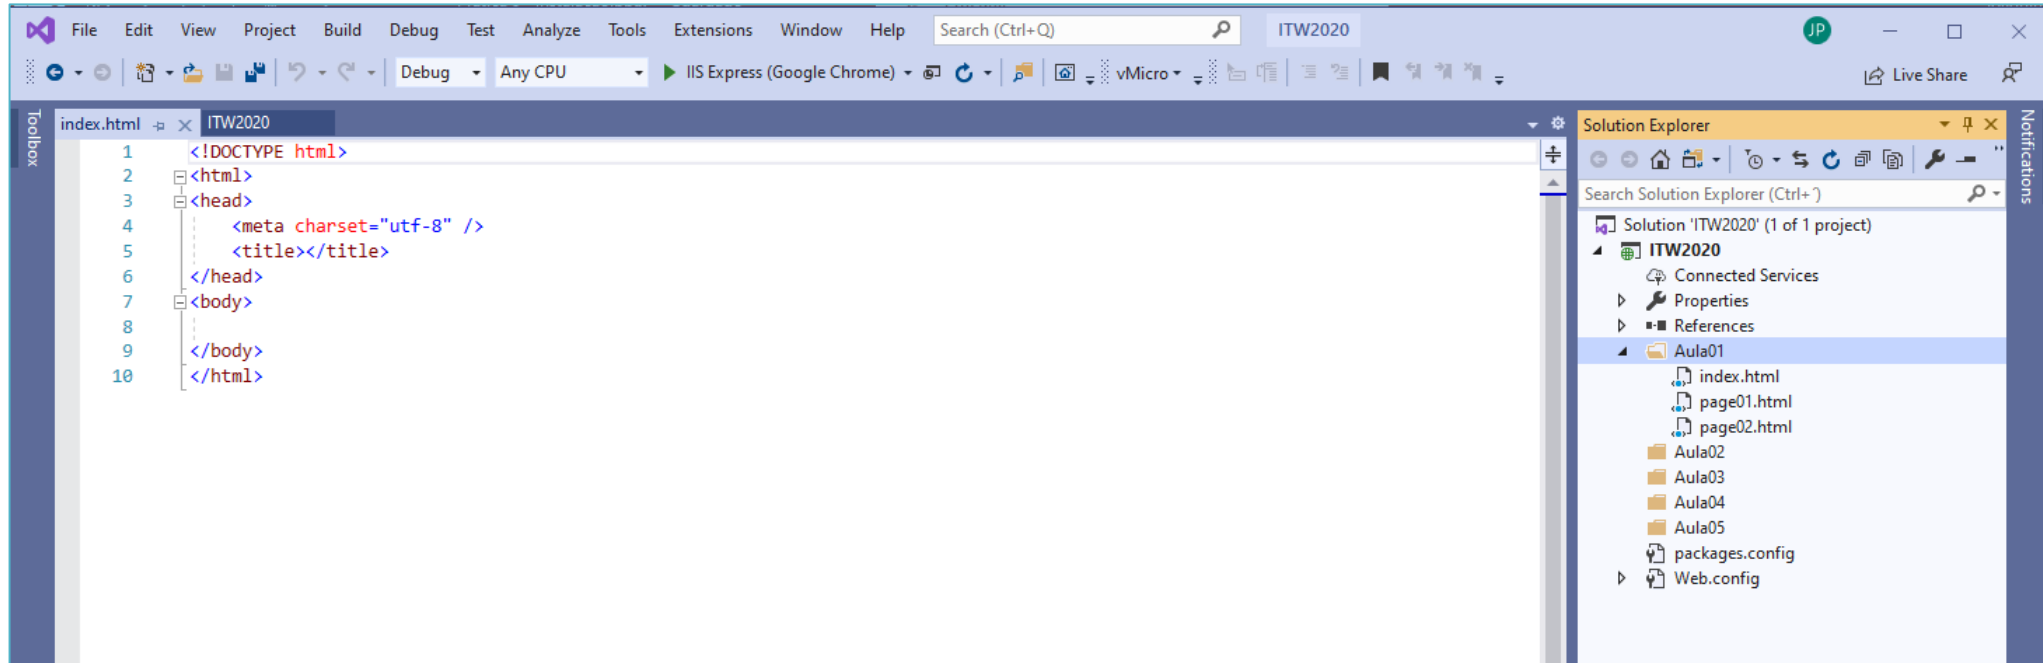 File Edit View Project Build Debug Test Analyze Tools Extensions Window Help Search (Ctrl+Q) ITW2020 JP
Debug Any CPU IIS Express (Google Chrome) vMicro Live Share
Toolbox
index.html ITW2020
1 <!DOCTYPE html>
2 <html>
3 <head>
4 <meta charset="utf-8" />
5 <title></title>
6 </head>
7 <body>
8
9 </body>
10 </html>
Solution Explorer
Search Solution Explorer (Ctrl+´)
Solution 'ITW2020' (1 of 1 project)
ITW2020
Connected Services
Properties
References
Aula01
index.html
page01.html
page02.html
Aula02
Aula03
Aula04
Aula05
packages.config
Web.config
Notifications